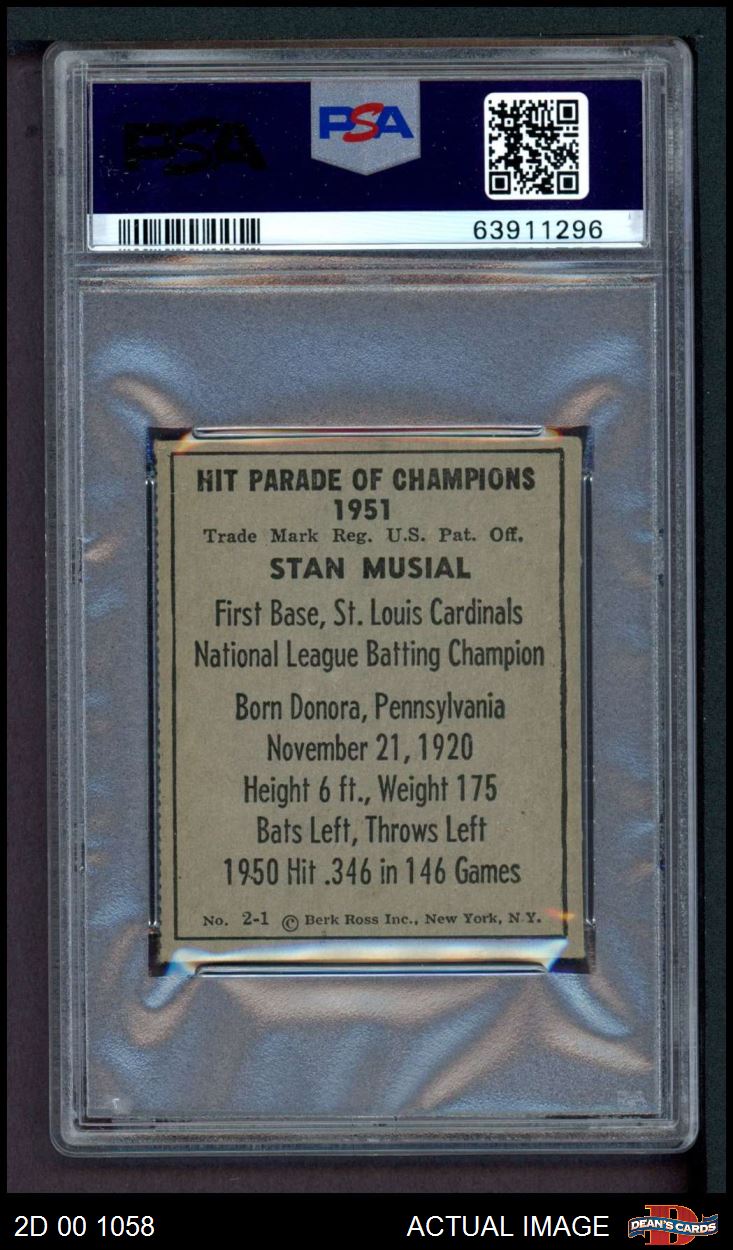 PSA
PSA
63911296
HIT PARADE OF CHAMPIONS
1951
Trade Mark Reg. U.S. Pat. Off.
STAN MUSIAL
First Base, St. Louis Cardinals
National League Batting Champion
Born Donora, Pennsylvania
November 21, 1920
Height 6 ft., Weight 175
Bats Left, Throws Left
1950 Hit .346 in 146 Games
No. 2-1 © Berk Ross Inc., New York, N.Y.
2D 00 1058
ACTUAL IMAGE
DEAN'S CARDS